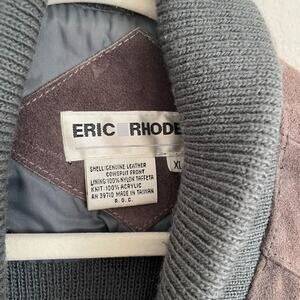 ERIC RHODE
XL
SHELL:GENUINE LEATHER
COWSPLIT FRONT
LINING:100% NYLON TAFFETA
KNIT:100% ACRYLIC
AN 39710 MADE IN TAIWAN
R. O. C.